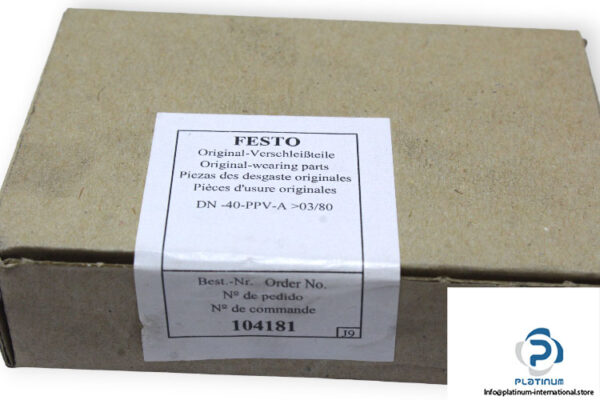 FESTO
Original-Verschleißteile
Original-wearing parts
Piezas des desgaste originales
Piéces d'usure originales
DN -40-PPV-A >03/80
Best.-Nr. Order No.
Nº de pedido
Nº de commande
104181
J9
PLATINUM
Info@platinum-international.store